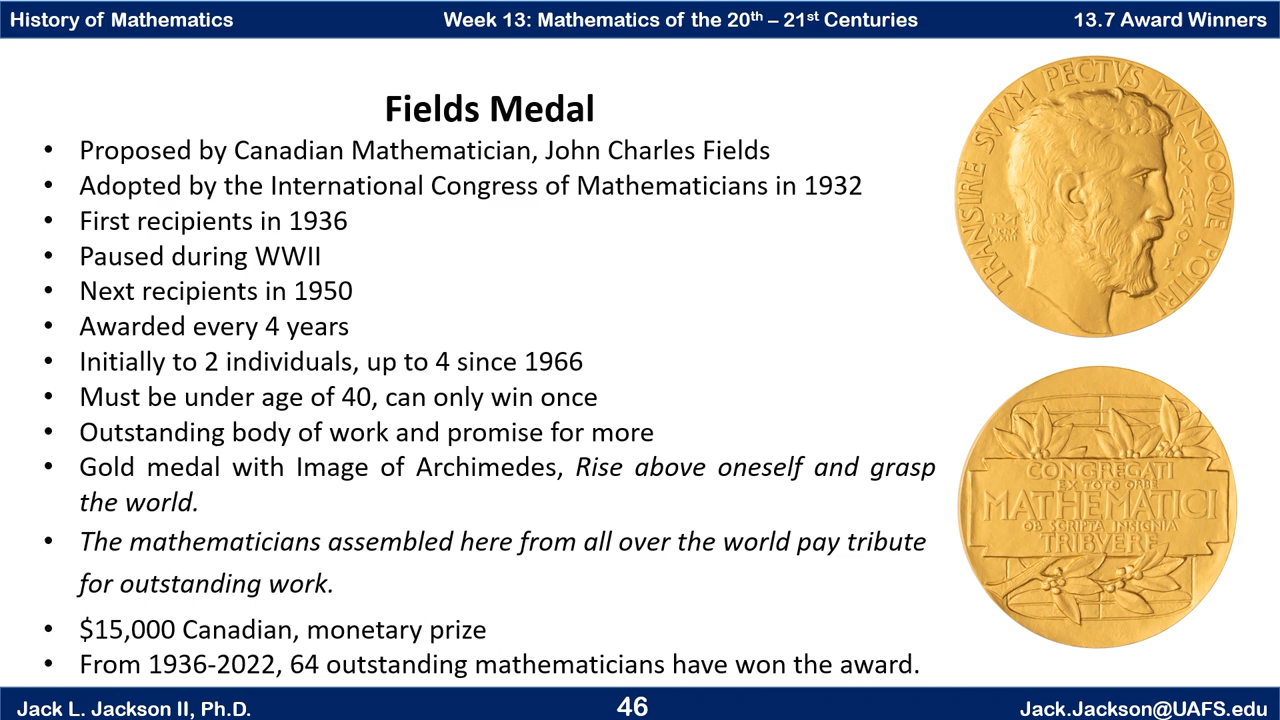 History of Mathematics
Week 13: Mathematics of the 20th – 21st Centuries
13.7 Award Winners
Fields Medal
• Proposed by Canadian Mathematician, John Charles Fields
• Adopted by the International Congress of Mathematicians in 1932
• First recipients in 1936
• Paused during WWII
• Next recipients in 1950
• Awarded every 4 years
• Initially to 2 individuals, up to 4 since 1966
• Must be under age of 40, can only win once
• Outstanding body of work and promise for more
• Gold medal with Image of Archimedes, Rise above oneself and grasp
the world.
• The mathematicians assembled here from all over the world pay tribute
for outstanding work.
• $15,000 Canadian, monetary prize
• From 1936-2022, 64 outstanding mathematicians have won the award.
TRANSIRE SVVM PECTVS MVNDOQVE POTIRI
CONGREGATI
EX TOTO ORBE
MATHEMATICI
OB SCRIPTA INSIGNIA
TRIBVERE
Jack L. Jackson II, Ph.D.
46
Jack.Jackson@UAFS.edu